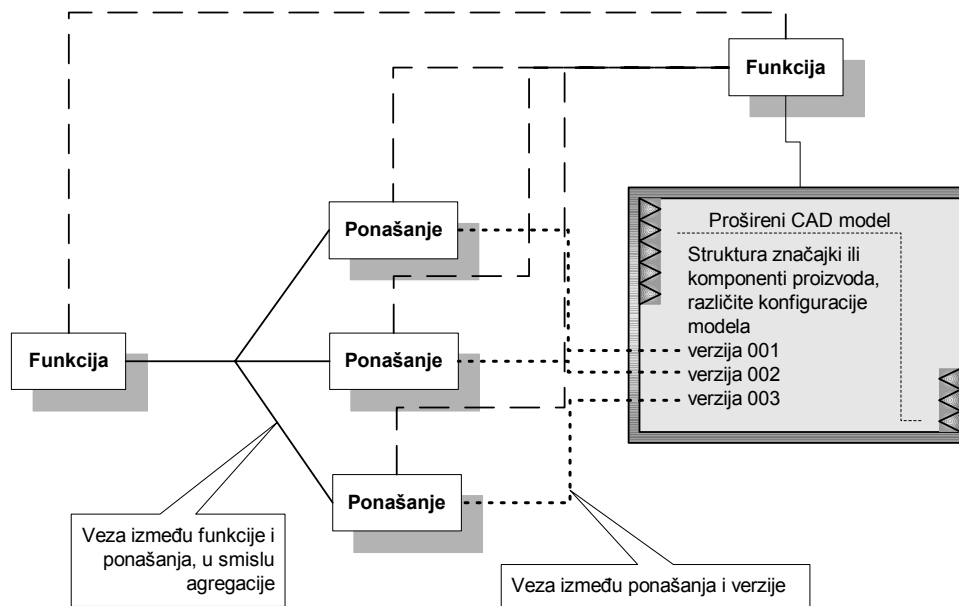 Funkcija
Ponašanje
Prošireni CAD model
Struktura značajki ili
komponenti proizvoda,
različite konfiguracije
modela
verzija 001
verzija 002
verzija 003
Funkcija
Ponašanje
Ponašanje
Veza između funkcije i
ponašanja, u smislu
agregacije
Veza između ponašanja i verzije